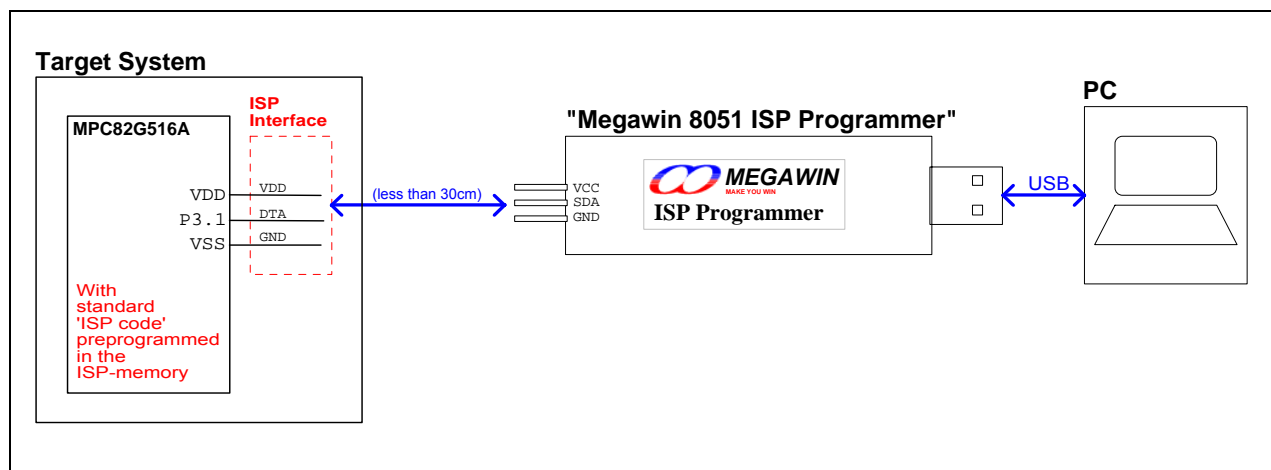 Target System
MPC82G516A
ISP
Interface
VDD
VDD
P3.1
DTA
VSS
GND
With
standard
'ISP code'
preprogrammed
in the
ISP-memory
(less than 30cm)
"Megawin 8051 ISP Programmer"
VCC
SDA
GND
MEGAWIN
MAKE YOU WIN
ISP Programmer
USB
PC